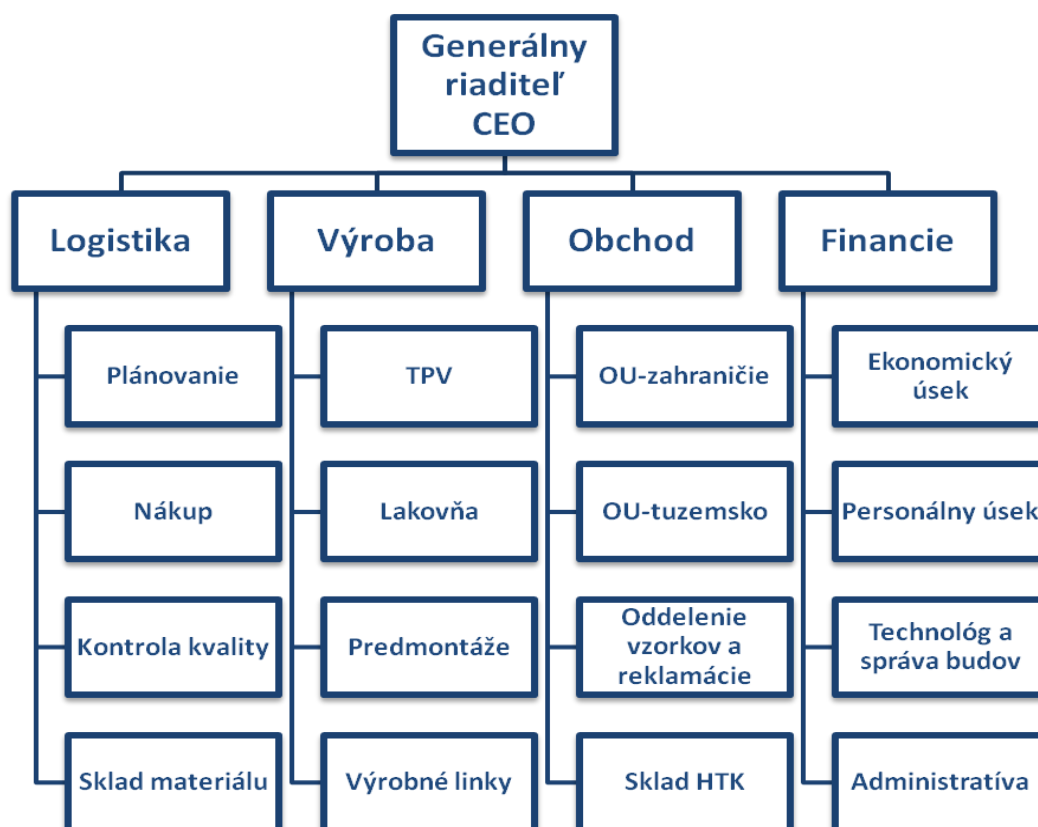 Generálny
riaditeľ
CEO
Logistika
Výroba
Obchod
Financie
Plánovanie
TPV
OU-zahraničie
Ekonomický
úsek
Nákup
Lakovňa
OU-tuzemsko
Personálny úsek
Kontrola kvality
Predmontáže
Oddelenie
vzorkov a
reklamácie
Technológ a
správa budov
Sklad materiálu
Výrobné linky
Sklad HTK
Administratíva